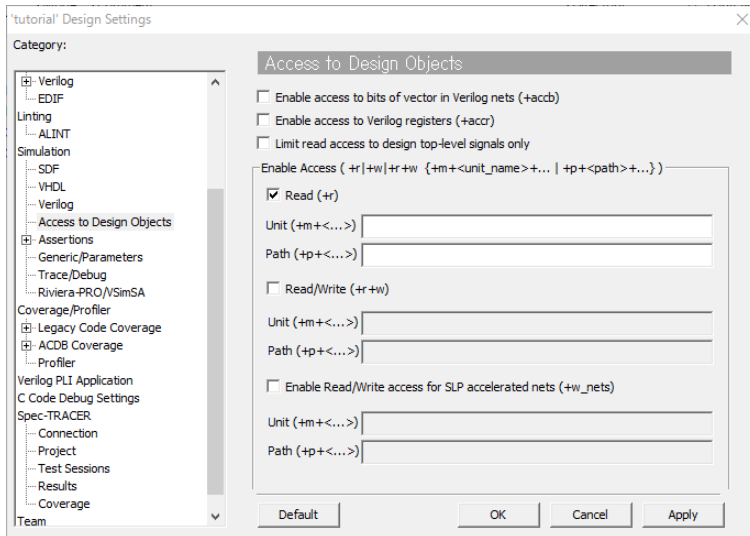 'tutorial' Design Settings
Category:
Verilog
EDIF
Linting
ALINT
Simulation
SDF
VHDL
Verilog
Access to Design Objects
Assertions
Generic/Parameters
Trace/Debug
Riviera-PRO/VSimSA
Coverage/Profiler
Legacy Code Coverage
ACDB Coverage
Profiler
Verilog PLI Application
C Code Debug Settings
Spec-TRACER
Connection
Project
Test Sessions
Results
Coverage
Team
Access to Design Objects
Enable access to bits of vector in Verilog nets (+accb)
Enable access to Verilog registers (+accr)
Limit read access to design top-level signals only
Enable Access ( +r|+w|+r+w {+m+<unit_name>+... | +p+<path>+...} )
Read (+r)
Unit (+m+<...>)
Path (+p+<...>)
Read/Write (+r+w)
Unit (+m+<...>)
Path (+p+<...>)
Enable Read/Write access for SLP accelerated nets (+w_nets)
Unit (+m+<...>)
Path (+p+<...>)
Default
OK
Cancel
Apply